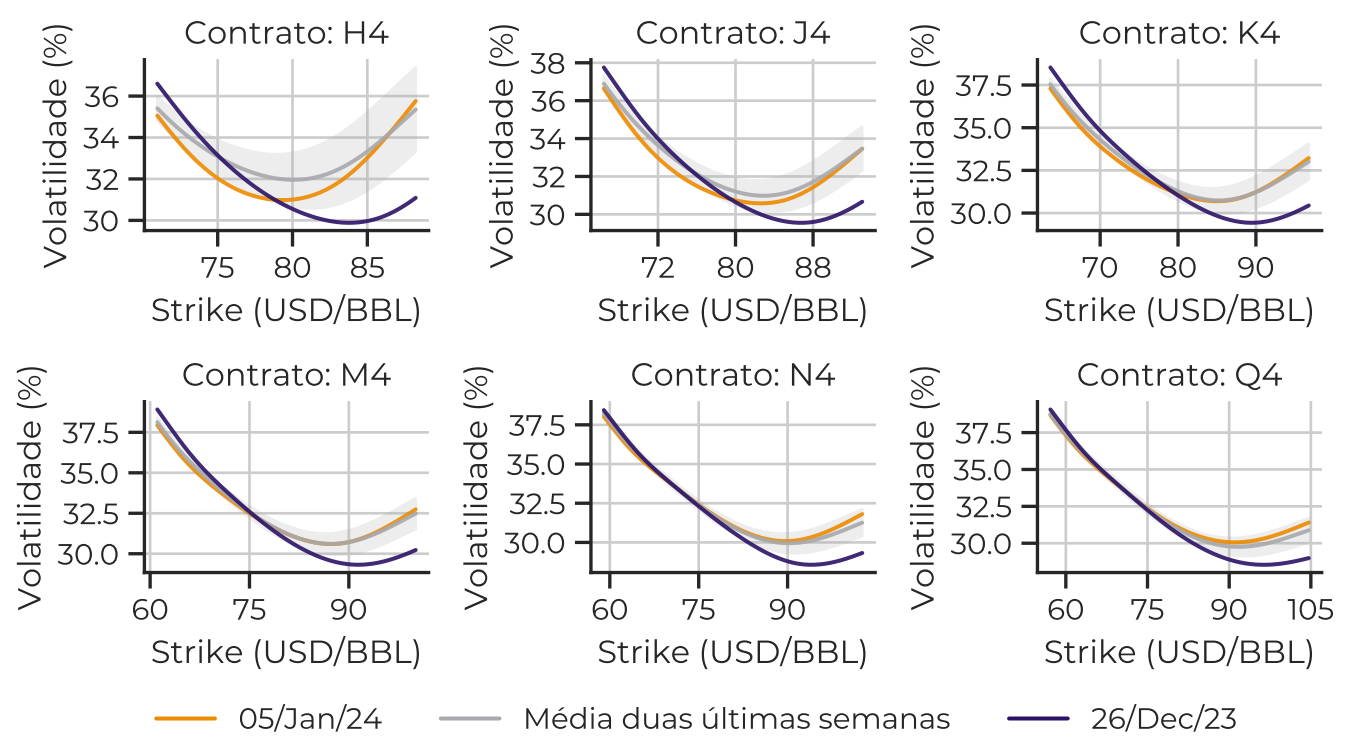 Contrato: H4
Volatilidade (%)
36
34
32
30
75 80 85
Strike (USD/BBL)
Contrato: J4
Volatilidade (%)
38
36
34
32
30
72 80 88
Strike (USD/BBL)
Contrato: K4
Volatilidade (%)
37.5
35.0
32.5
30.0
70 80 90
Strike (USD/BBL)
Contrato: M4
Volatilidade (%)
37.5
35.0
32.5
30.0
60 75 90
Strike (USD/BBL)
Contrato: N4
Volatilidade (%)
37.5
35.0
32.5
30.0
60 75 90
Strike (USD/BBL)
Contrato: Q4
Volatilidade (%)
37.5
35.0
32.5
30.0
60 75 90 105
Strike (USD/BBL)
05/Jan/24 Média duas últimas semanas 26/Dec/23